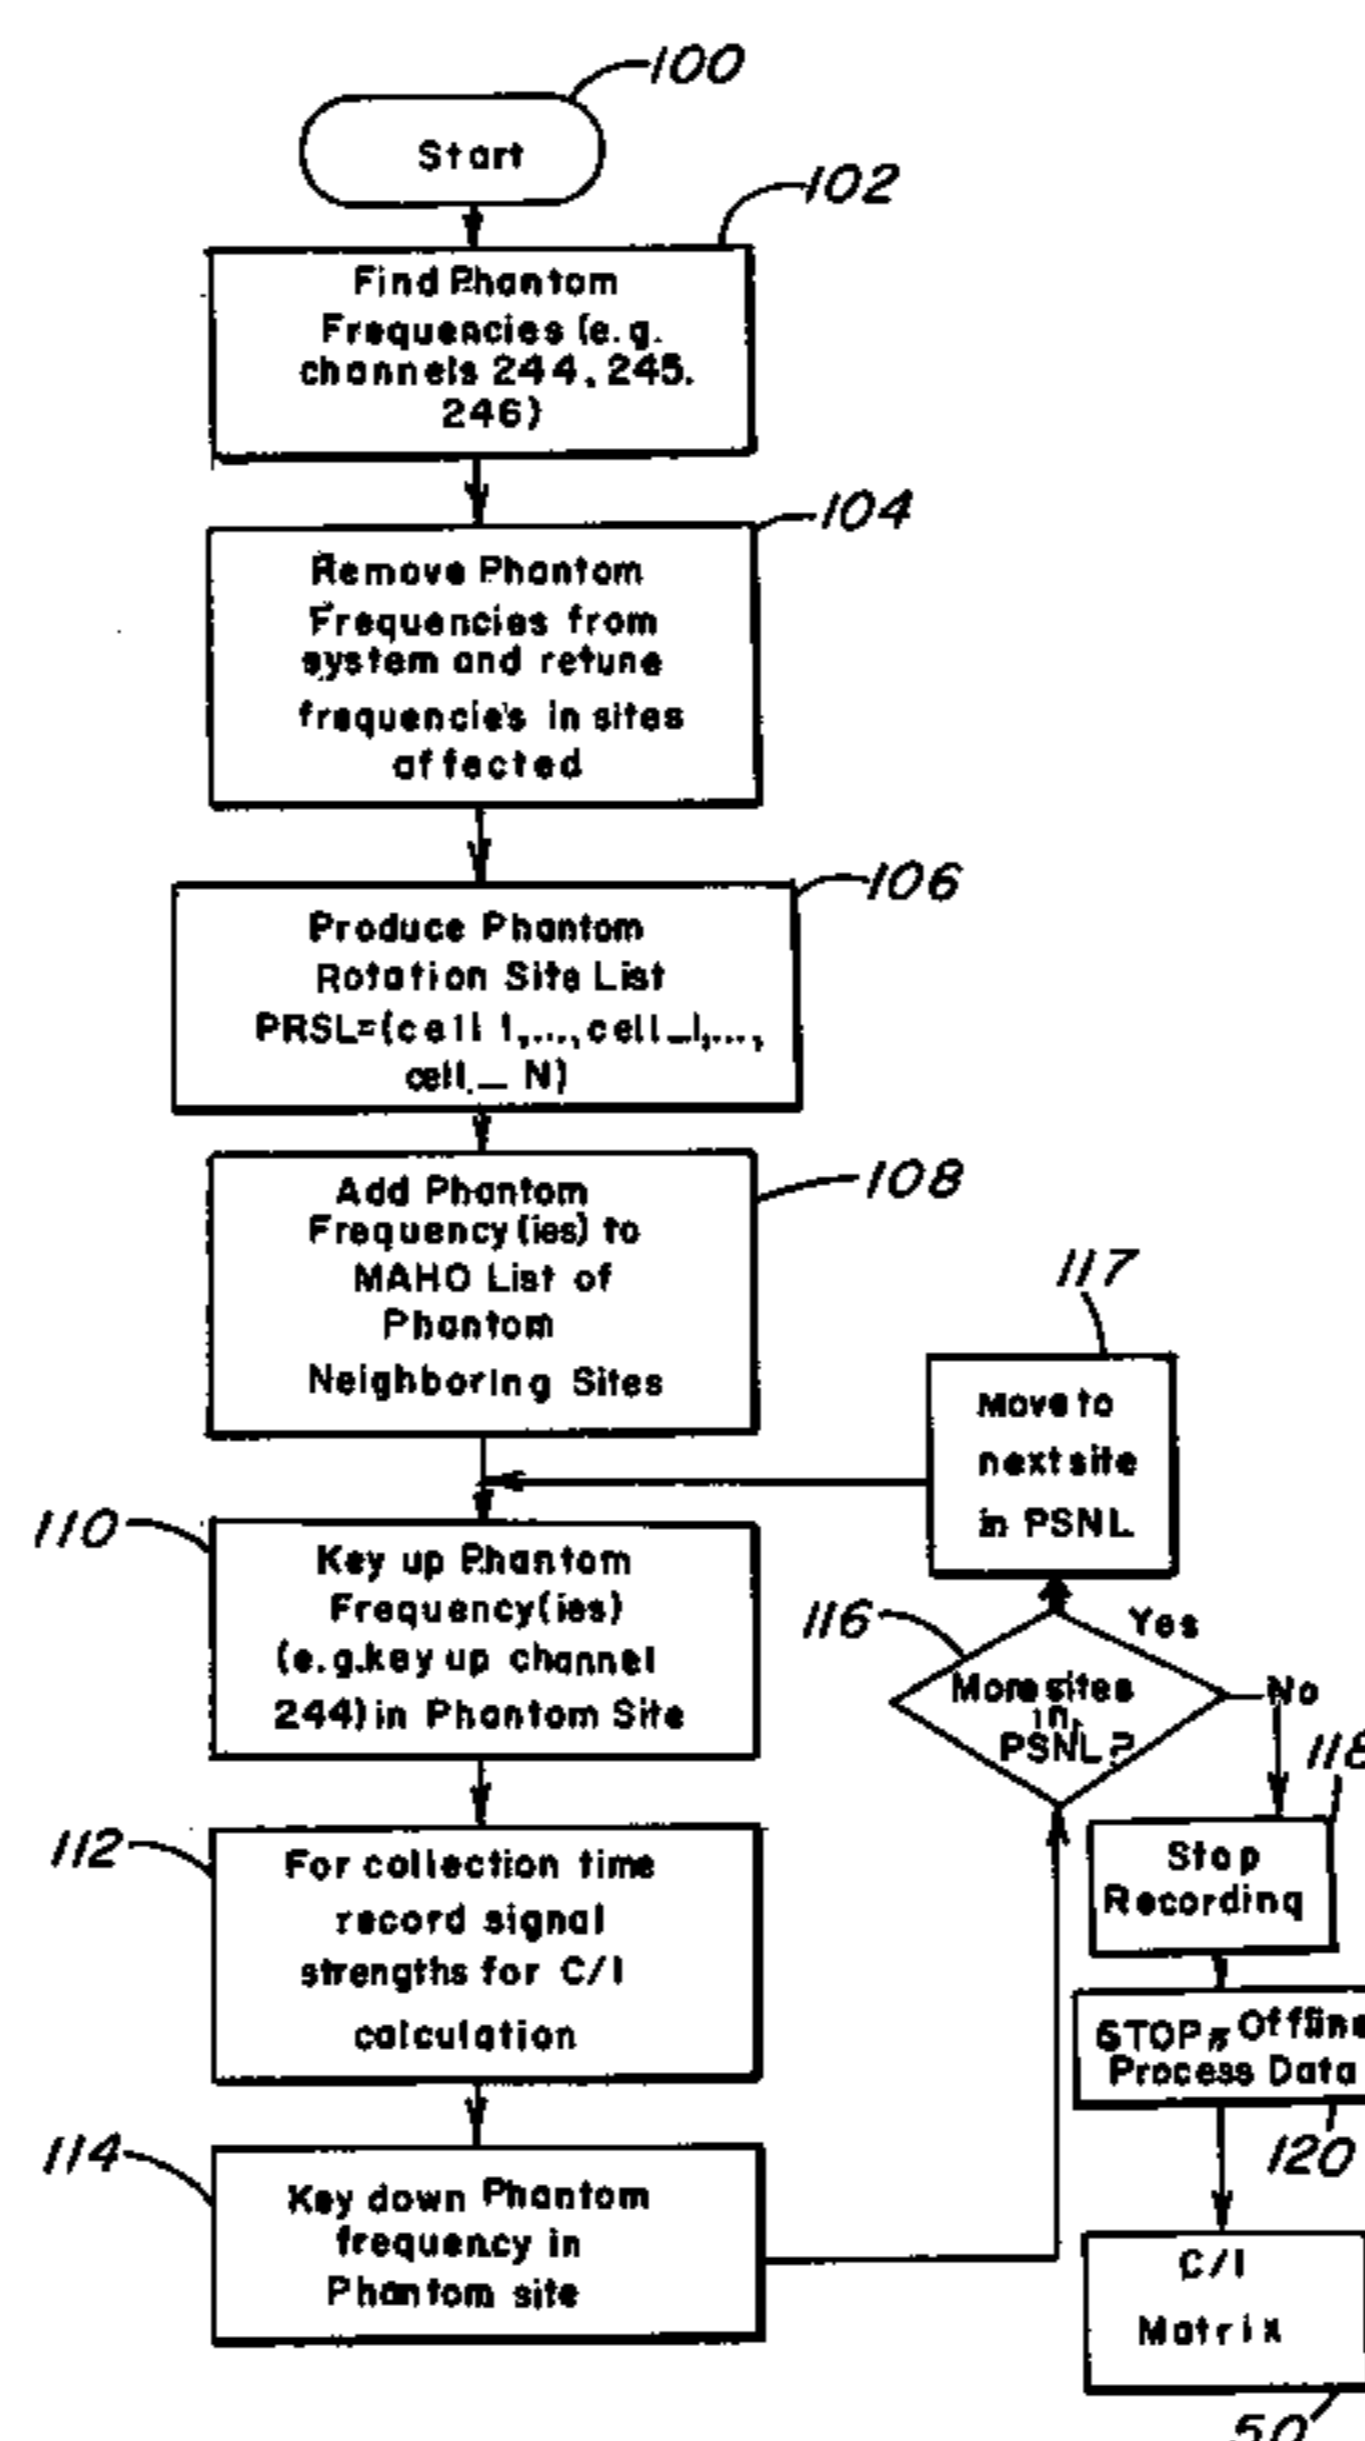 100
Start
102
Find Phantom
Frequencies (e.g.
channels 244, 245,
246)
104
Remove Phantom
Frequencies from
system and retune
frequencies in sites
affected
106
Produce Phantom
Rotation Site List
PRSL=(cell 1,..., cell_I,...,
cell_N)
108
Add Phantom
Frequency(ies) to
MAHO List of
Phantom
Neighboring Sites
117
Move to
next site
in PSNL
110
Key up Phantom
Frequency(ies)
(e.g.key up channel
244) in Phantom Site
116
Yes
More sites
in
PSNL?
No
118
112
For collection time
record signal
strengths for C/I
calculation
Stop
Recording
STOP Offline
Process Data
120
114
Key down Phantom
frequency in
Phantom site
C/I
Matrix
50